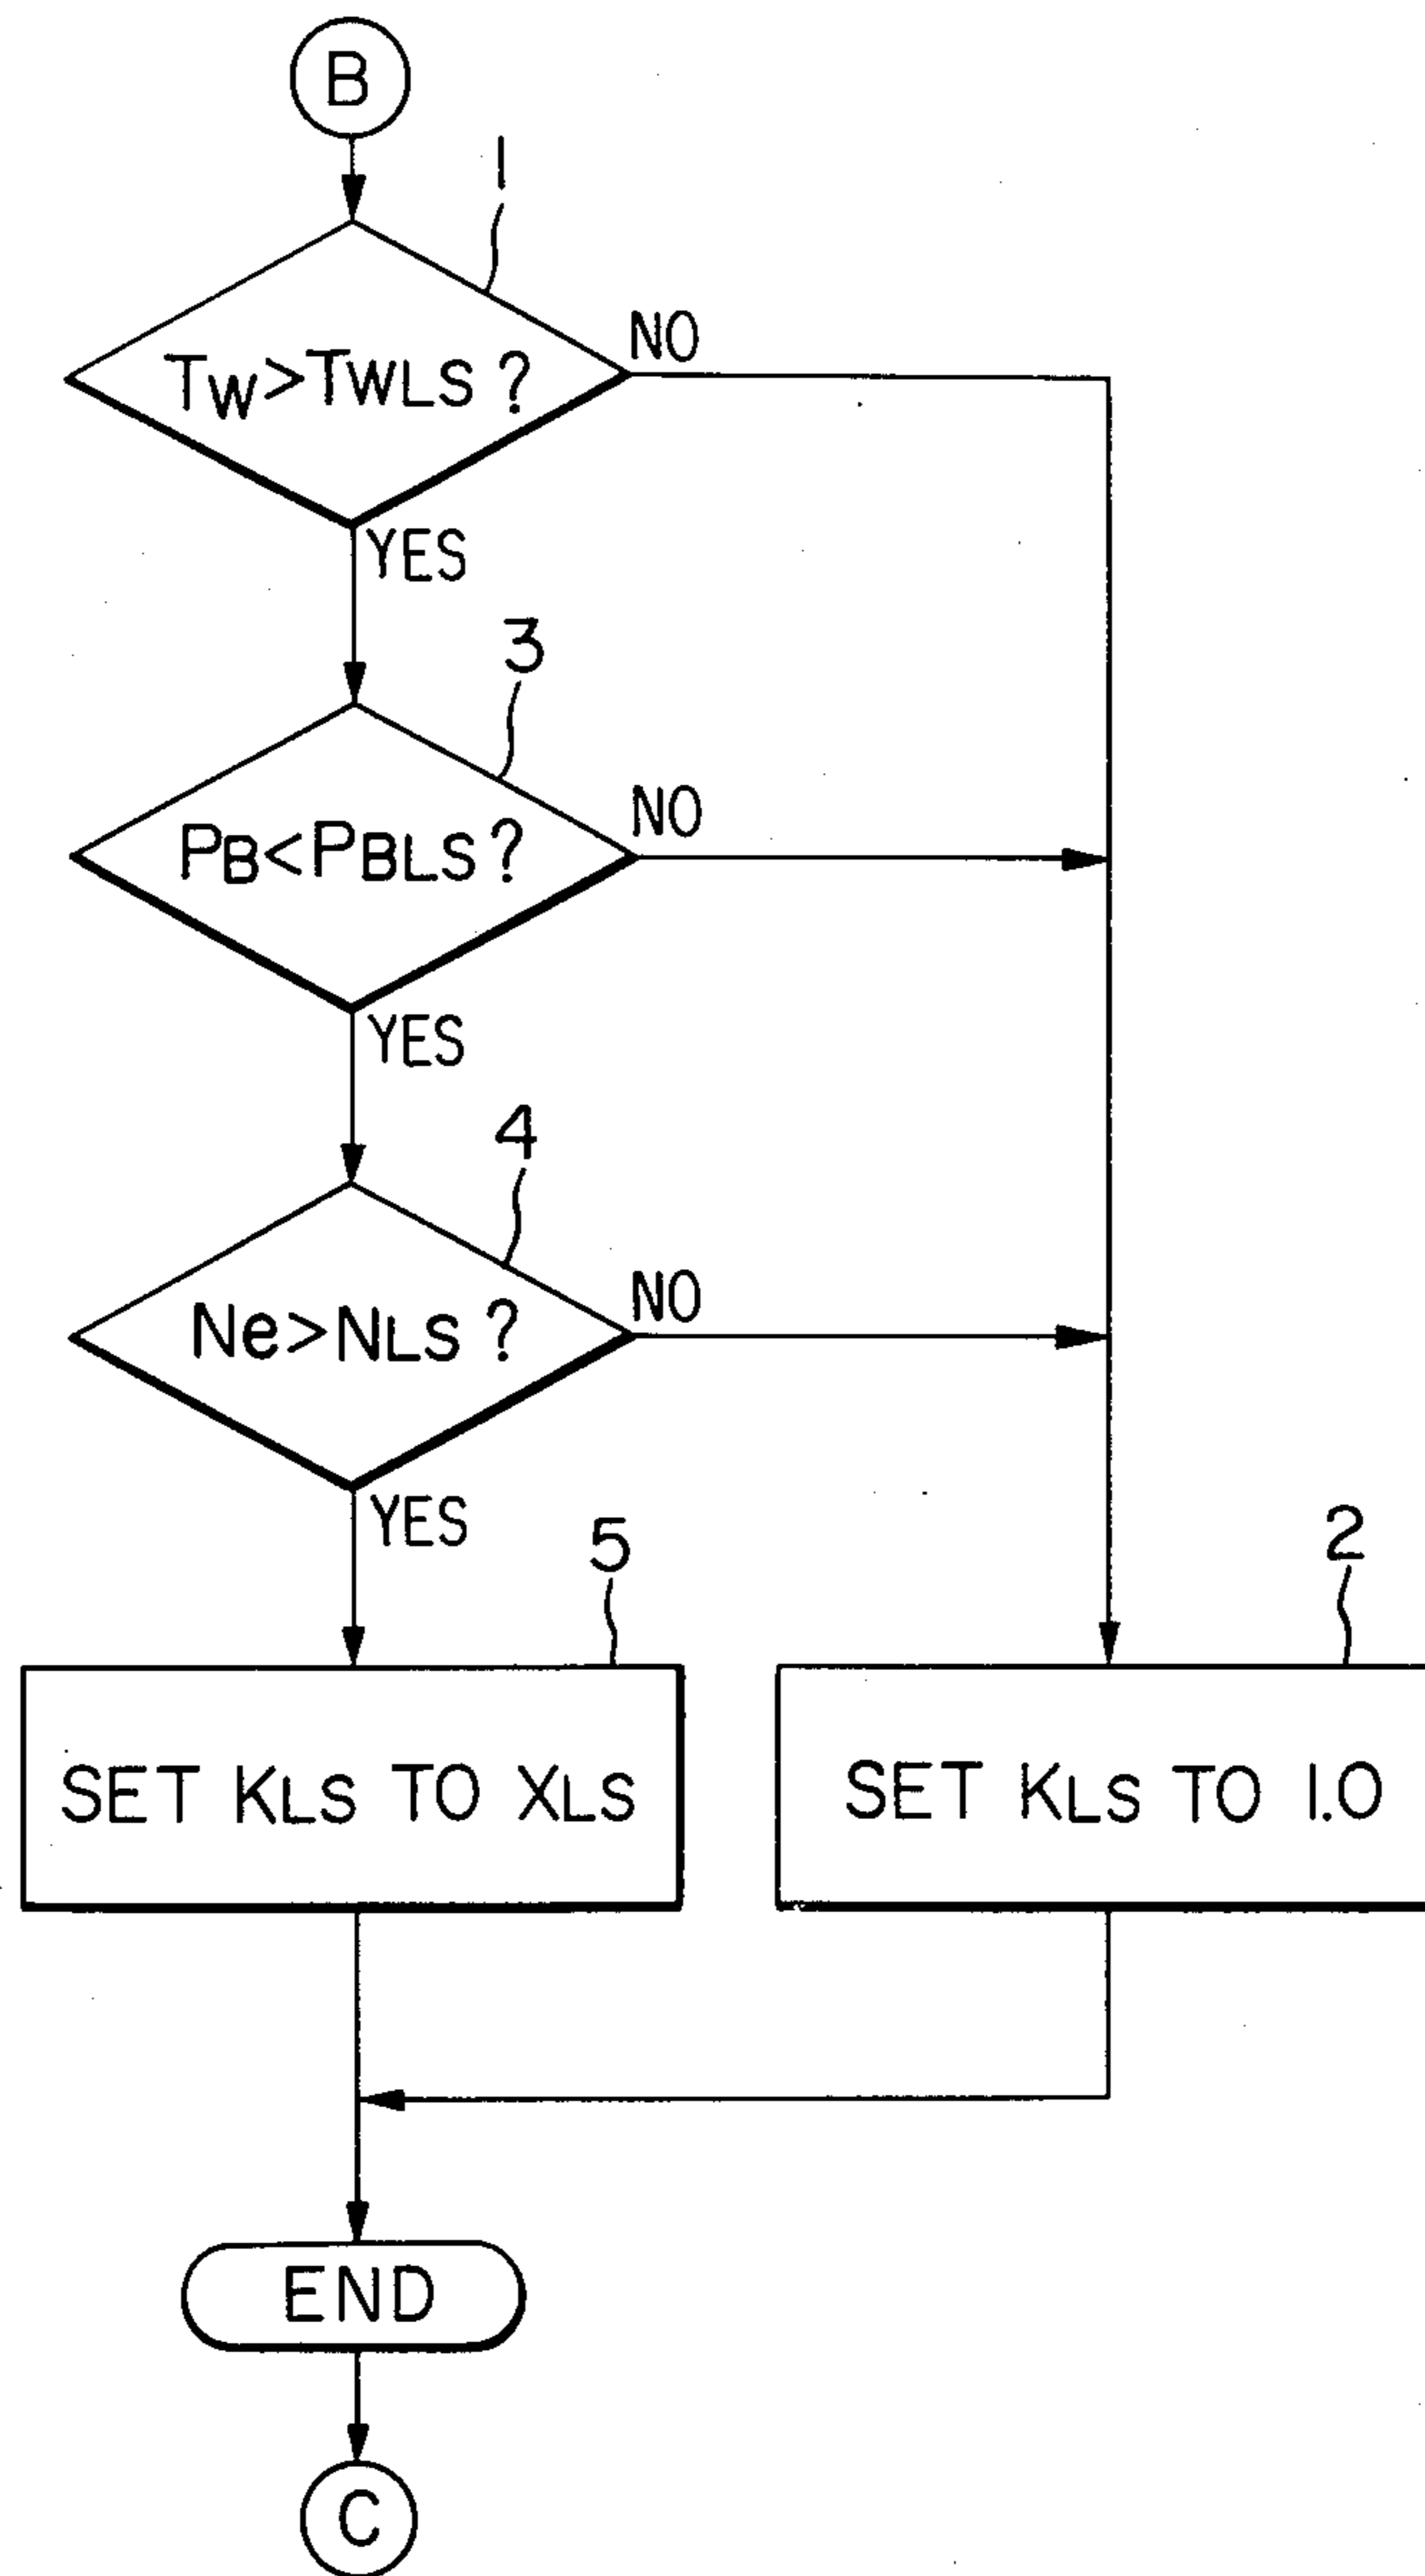 B
1
TW>TWLS ?
NO
YES
3
PB<PBLS ?
NO
YES
4
Ne>NLS ?
NO
YES
5
2
SET KLS TO XLS
SET KLS TO 1.0
END
C